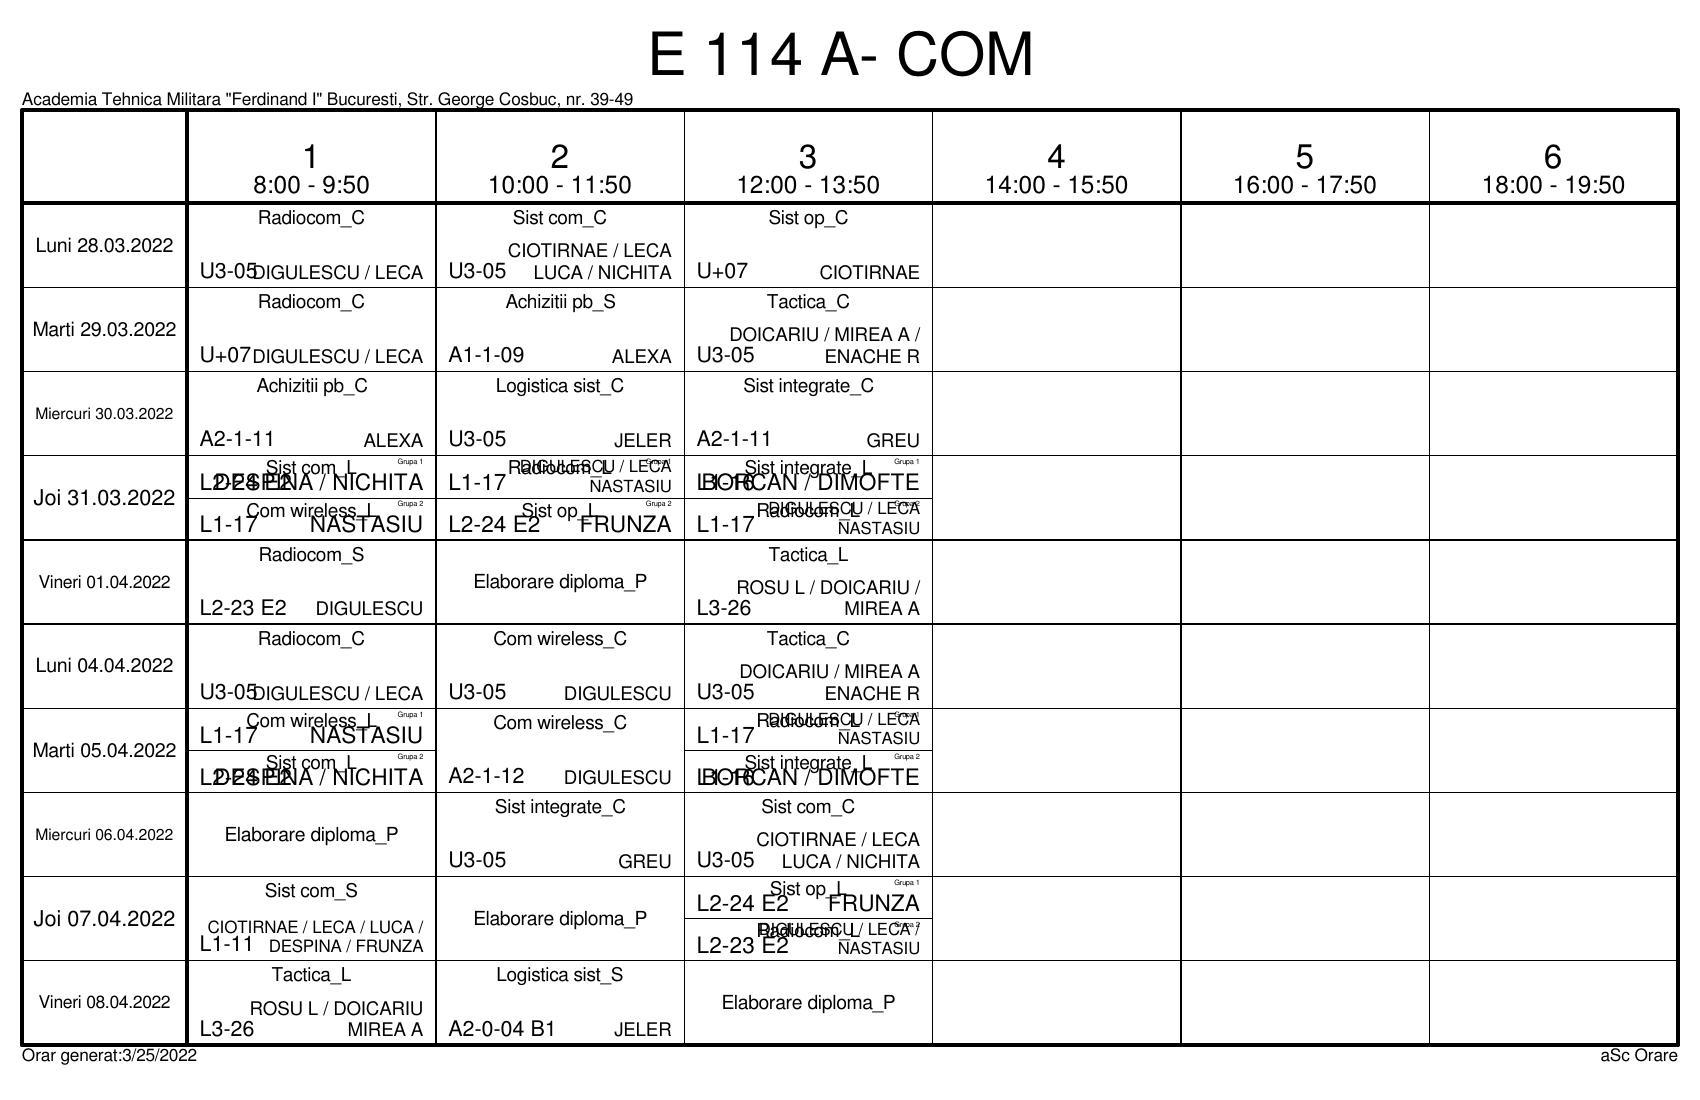 E 114 A- COM
Academia Tehnica Militara "Ferdinand I" Bucuresti, Str. George Cosbuc, nr. 39-49
1 2 3 4 5 6
8:00 - 9:50 10:00 - 11:50 12:00 - 13:50 14:00 - 15:50 16:00 - 17:50 18:00 - 19:50
Luni 28.03.2022
Radiocom_C
U3-05 DIGULESCU / LECA
Sist com_C
CIOTIRNAE / LECA
U3-05 LUCA / NICHITA
Sist op_C
U+07 CIOTIRNAE
Marti 29.03.2022
Radiocom_C
U+07 DIGULESCU / LECA
Achizitii pb_S
A1-1-09 ALEXA
Tactica_C
DOICARIU / MIREA A /
U3-05 ENACHE R
Miercuri 30.03.2022
Achizitii pb_C
A2-1-11 ALEXA
Logistica sist_C
U3-05 JELER
Sist integrate_C
A2-1-11 GREU
Joi 31.03.2022
Sist com_L Grupa 1
L2-24 E2 DESPINA / NICHITA
Com wireless_L Grupa 2
L1-17 NASTASIU
Radiocom_L DIGULESCU / LECA
L1-17 NASTASIU
Sist op_L Grupa 2
L2-24 E2 FRUNZA
Sist integrate_L Grupa 1
BORCAN / DIMOFTE
Radiocom_L DIGULESCU / LECA
L1-17 NASTASIU
Vineri 01.04.2022
Radiocom_S
L2-23 E2 DIGULESCU
Elaborare diploma_P
Tactica_L
ROSU L / DOICARIU /
L3-26 MIREA A
Luni 04.04.2022
Radiocom_C
U3-05 DIGULESCU / LECA
Com wireless_C
U3-05 DIGULESCU
Tactica_C
DOICARIU / MIREA A
U3-05 ENACHE R
Marti 05.04.2022
Com wireless_L Grupa 1
L1-17 NASTASIU
Sist com_L Grupa 2
L2-24 E2 DESPINA / NICHITA
Com wireless_C
A2-1-12 DIGULESCU
Radiocom_L DIGULESCU / LECA
L1-17 NASTASIU
Sist integrate_L Grupa 2
BORCAN / DIMOFTE
Miercuri 06.04.2022
Elaborare diploma_P
Sist integrate_C
U3-05 GREU
Sist com_C
CIOTIRNAE / LECA
U3-05 LUCA / NICHITA
Joi 07.04.2022
Sist com_S
CIOTIRNAE / LECA / LUCA /
L1-11 DESPINA / FRUNZA
Elaborare diploma_P
Sist op_L Grupa 1
L2-24 E2 FRUNZA
Radiocom_L DIGULESCU / LECA /
L2-23 E2 NASTASIU
Vineri 08.04.2022
Tactica_L
ROSU L / DOICARIU
L3-26 MIREA A
Logistica sist_S
A2-0-04 B1 JELER
Elaborare diploma_P
Orar generat:3/25/2022
aSc Orare